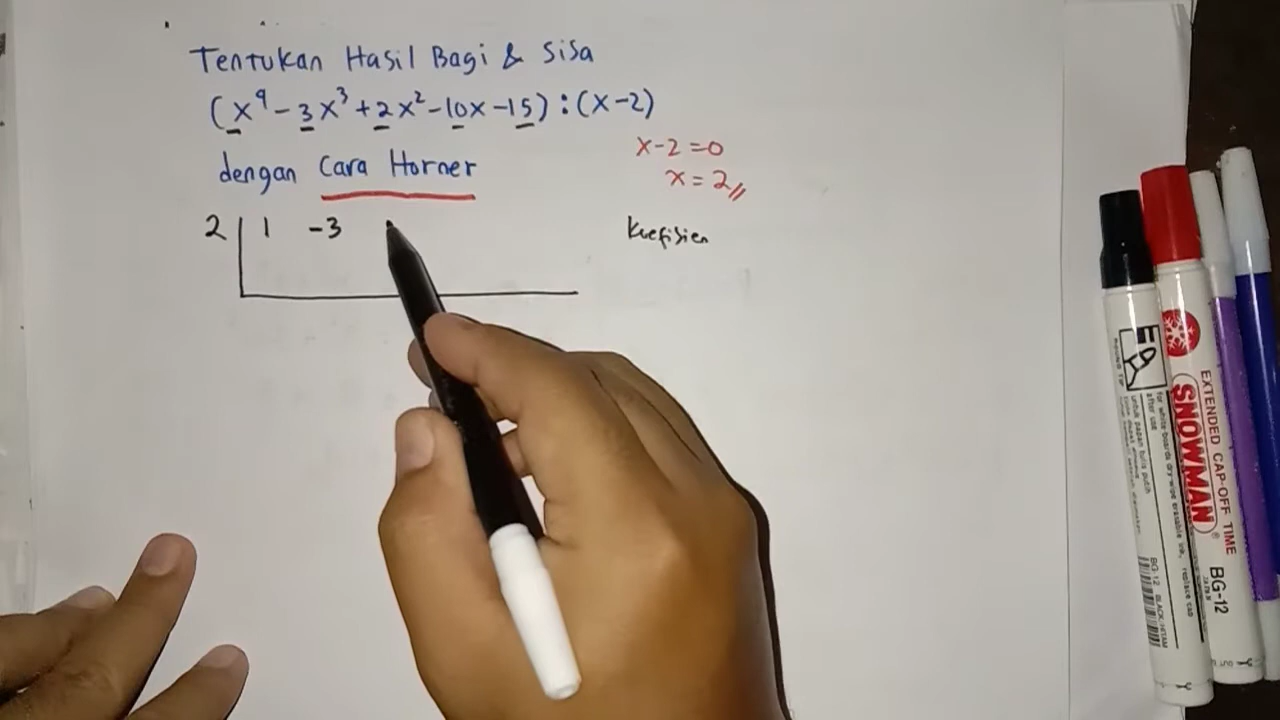 Tentukan Hasil Bagi & Sisa
(x⁴ - 3x³ + 2x² - 10x - 15) : (x - 2)
dengan Cara Horner
x - 2 = 0
x = 2 //
2 | 1 -3
Koefisien
SNOWMAN
EXTENDED CAP-OFF TIME
BG-12